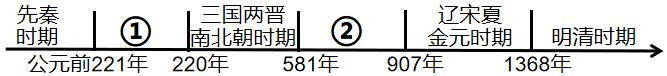 先秦
时期
①
三国两晋
南北朝时期
②
辽宋夏
金元时期
明清时期
公元前221年
220年
581年
907年
1368年